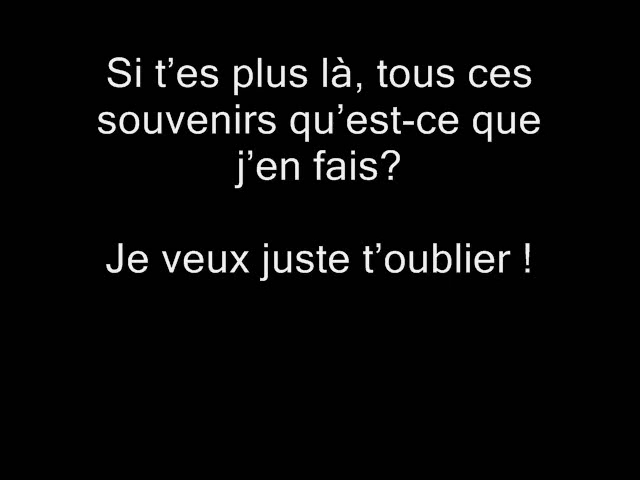 Si t’es plus là, tous ces
souvenirs qu’est-ce que
j’en fais?
Je veux juste t’oublier !